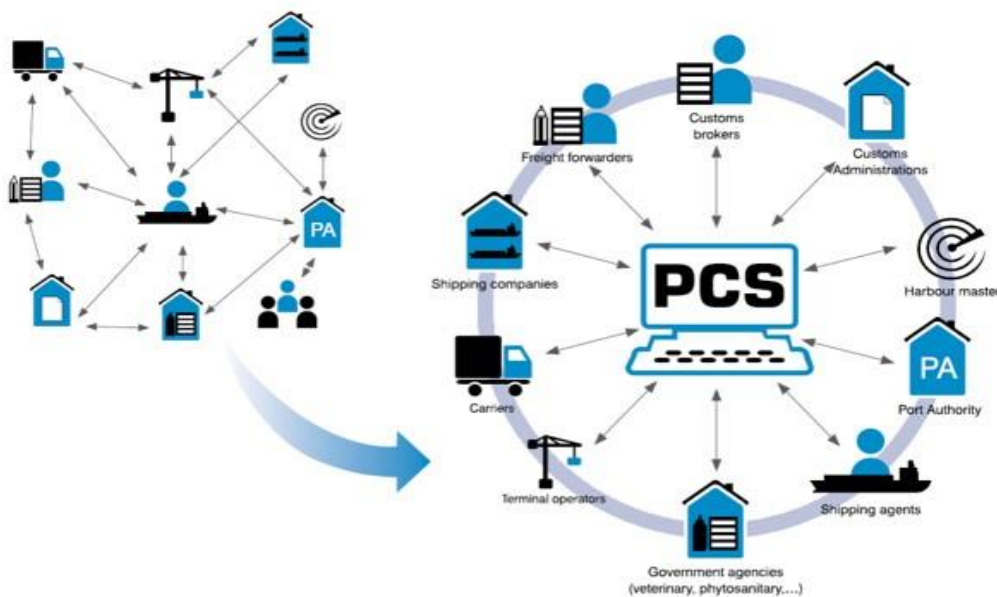 PA
Customs
brokers
Freight forwarders
Customs
Administrations
Shipping companies
PCS
Harbour master
Carriers
PA
Port Authority
Terminal operators
Shipping agents
Government agencies
(veterinary, phytosanitary,...)